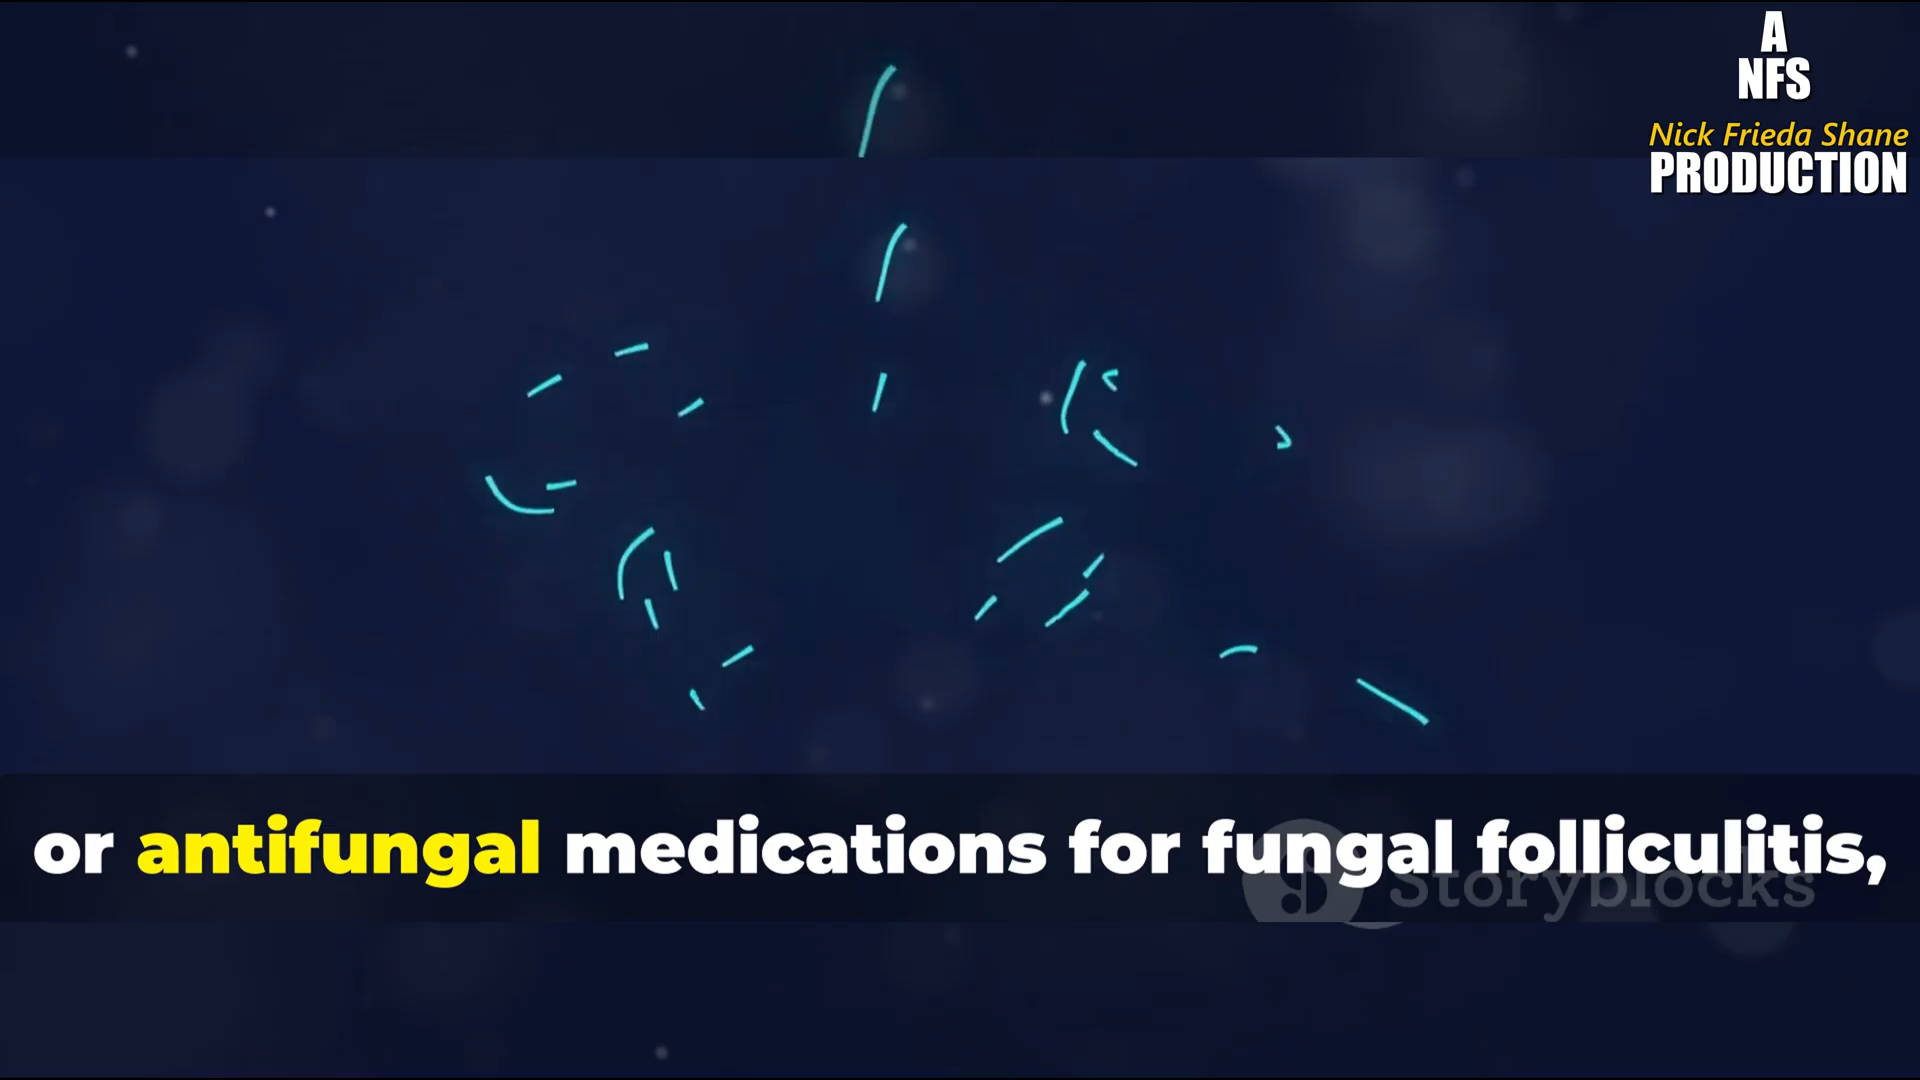 A
NFS
Nick Frieda Shane
PRODUCTION
or antifungal medications for fungal folliculitis,
Storyblocks